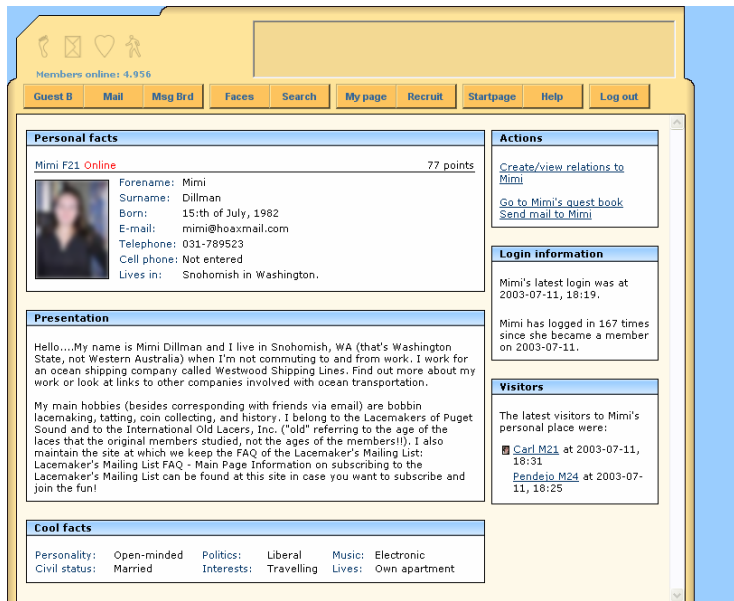 Members online: 4.956
Guest B Mail Msg Brd Faces Search My page Recruit Startpage Help Log out
Personal facts
Mimi F21 Online 77 points
Forename: Mimi
Surname: Dillman
Born: 15:th of July, 1982
E-mail: mimi@hoaxmail.com
Telephone: 031-789523
Cell phone: Not entered
Lives in: Snohomish in Washington.
Presentation
Hello....My name is Mimi Dillman and I live in Snohomish, WA (that's Washington
State, not Western Australia) when I'm not commuting to and from work. I work for
an ocean shipping company called Westwood Shipping Lines. Find out more about my
work or look at links to other companies involved with ocean transportation.
My main hobbies (besides corresponding with friends via email) are bobbin
lacemaking, tatting, coin collecting, and history. I belong to the Lacemakers of Puget
Sound and to the International Old Lacers, Inc. ("old" referring to the age of the
laces that the original members studied, not the ages of the members!!). I also
maintain the site at which we keep the FAQ of the Lacemaker's Mailing List:
Lacemaker's Mailing List FAQ - Main Page Information on subscribing to the
Lacemaker's Mailing List can be found at this site in case you want to subscribe and
join the fun!
Cool facts
Personality: Open-minded Politics: Liberal Music: Electronic
Civil status: Married Interests: Travelling Lives: Own apartment
Actions
Create/view relations to
Mimi
Go to Mimi's guest book
Send mail to Mimi
Login information
Mimi's latest login was at
2003-07-11, 18:19.
Mimi has logged in 167 times
since she became a member
on 2003-07-11.
Visitors
The latest visitors to Mimi's
personal place were:
Carl M21 at 2003-07-11,
18:31
Pendejo M24 at 2003-07-
11, 18:25